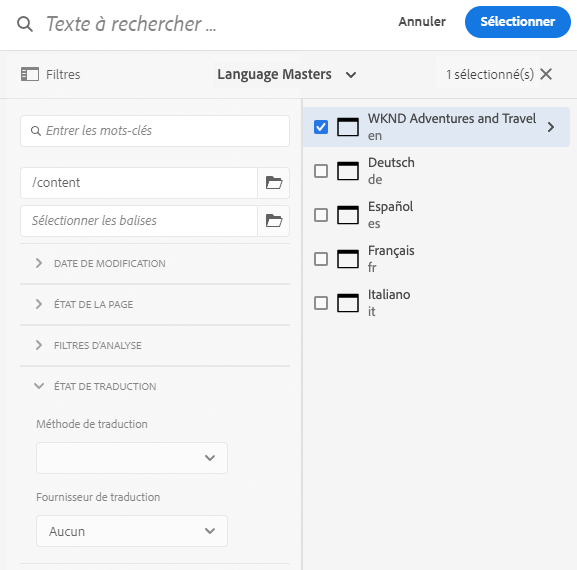 Texte à rechercher ...
Annuler
Sélectionner
Filtres
Language Masters
1 sélectionné(s)
Entrer les mots-clés
/content
Sélectionner les balises
DATE DE MODIFICATION
ÉTAT DE LA PAGE
FILTRES D'ANALYSE
ÉTAT DE TRADUCTION
Méthode de traduction
Fournisseur de traduction
Aucun
WKND Adventures and Travel
en
Deutsch
de
Español
es
Français
fr
Italiano
it